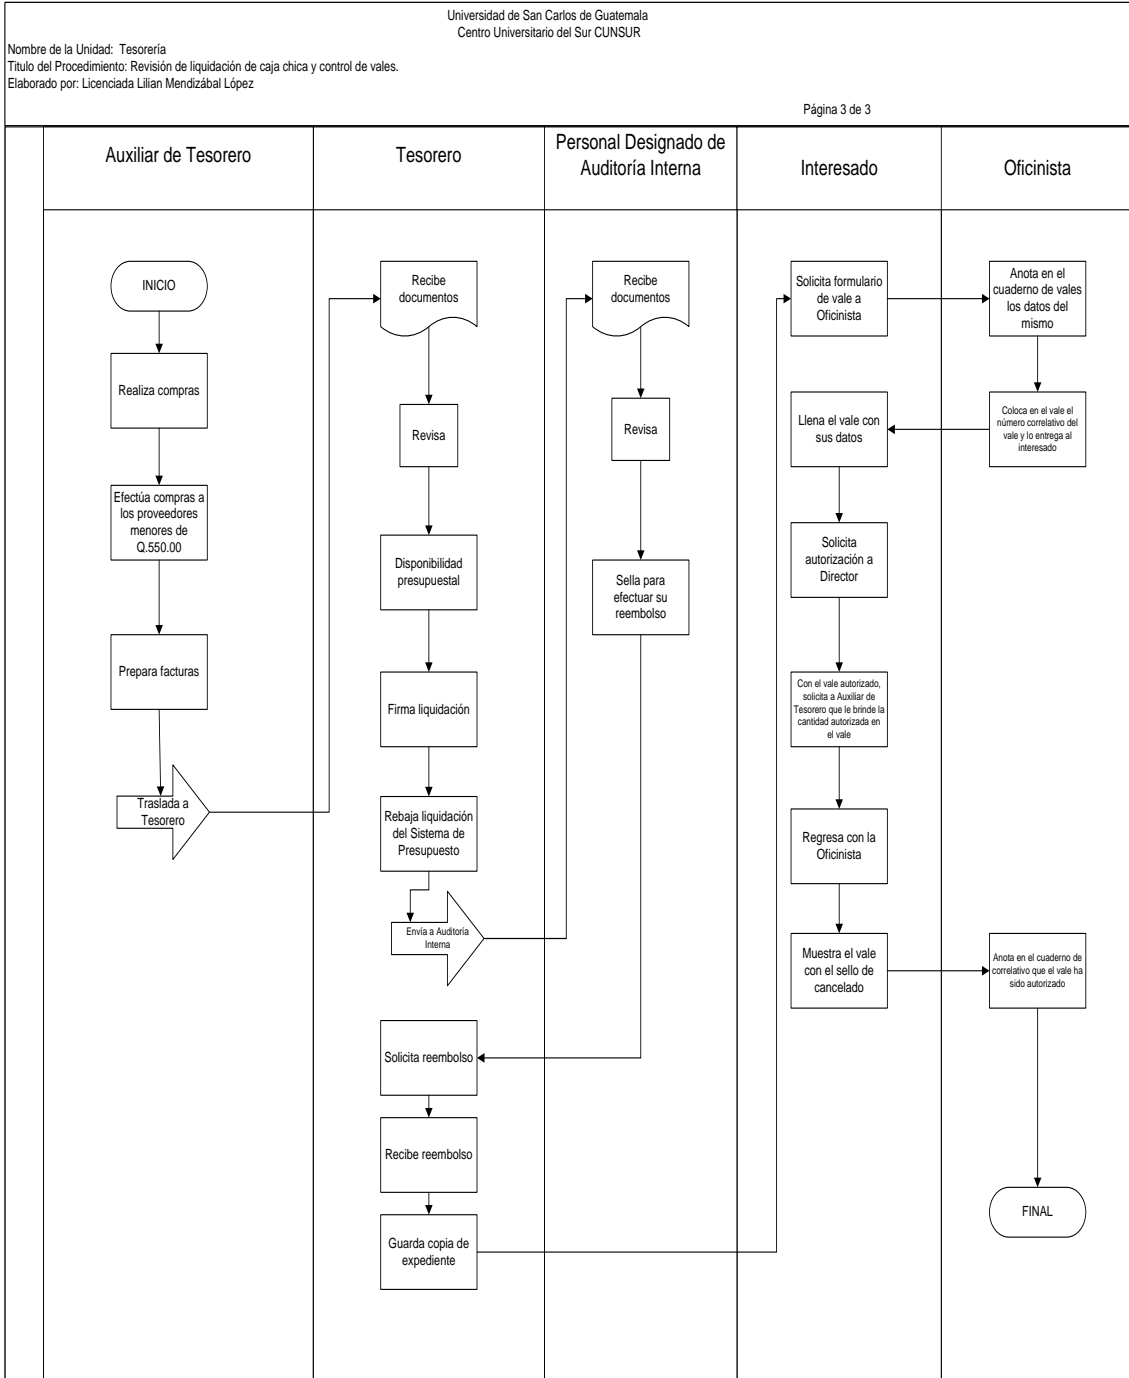 Universidad de San Carlos de Guatemala
Centro Universitario del Sur CUNSUR
Nombre de la Unidad: Tesorería
Titulo del Procedimiento: Revisión de liquidación de caja chica y control de vales.
Elaborado por: Licenciada Lilian Mendizábal López
Página 3 de 3
Auxiliar de Tesorero
Tesorero
Personal Designado de
Auditoría Interna
Interesado
Oficinista
INICIO
Realiza compras
Efectúa compras a
los proveedores
menores de
Q.550.00
Prepara facturas
Traslada a
Tesorero
Recibe
documentos
Revisa
Disponibilidad
presupuestal
Firma liquidación
Rebaja liquidación
del Sistema de
Presupuesto
Envía a Auditoría
Interna
Solicita reembolso
Recibe reembolso
Guarda copia de
expediente
Recibe
documentos
Revisa
Sella para
efectuar su
reembolso
Solicita formulario
de vale a
Oficinista
Llena el vale con
sus datos
Solicita
autorización a
Director
Con el vale autorizado,
solicita a Auxiliar de
Tesorero que le brinde la
cantidad autorizada en
el vale
Regresa con la
Oficinista
Muestra el vale
con el sello de
cancelado
Anota en el
cuaderno de vales
los datos del
mismo
Coloca en el vale el
número correlativo del
vale y lo entrega al
interesado
Anota en el cuaderno de
correlativo que el vale ha
sido autorizado
FINAL